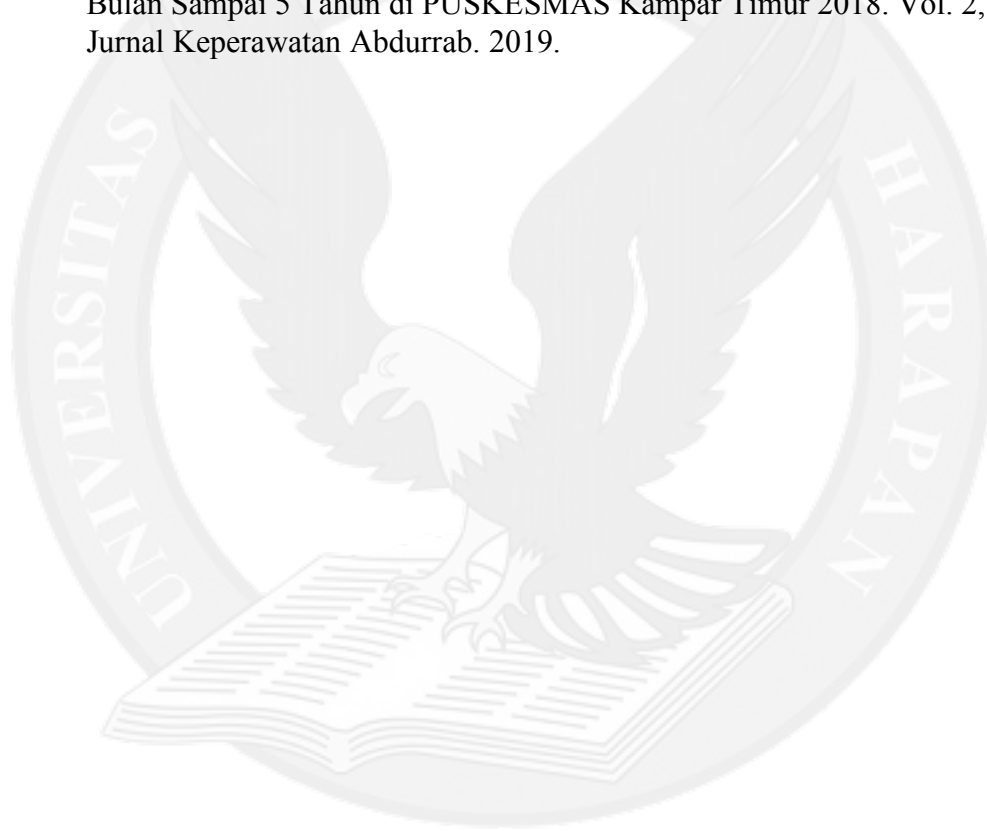 Bulan Sampai 5 Tahun di PUSKESMAS Kampar Timur 2018. Vol. 2,
Jurnal Keperawatan Abdurrab. 2019.
UNIVERSITAS
HARAPAN